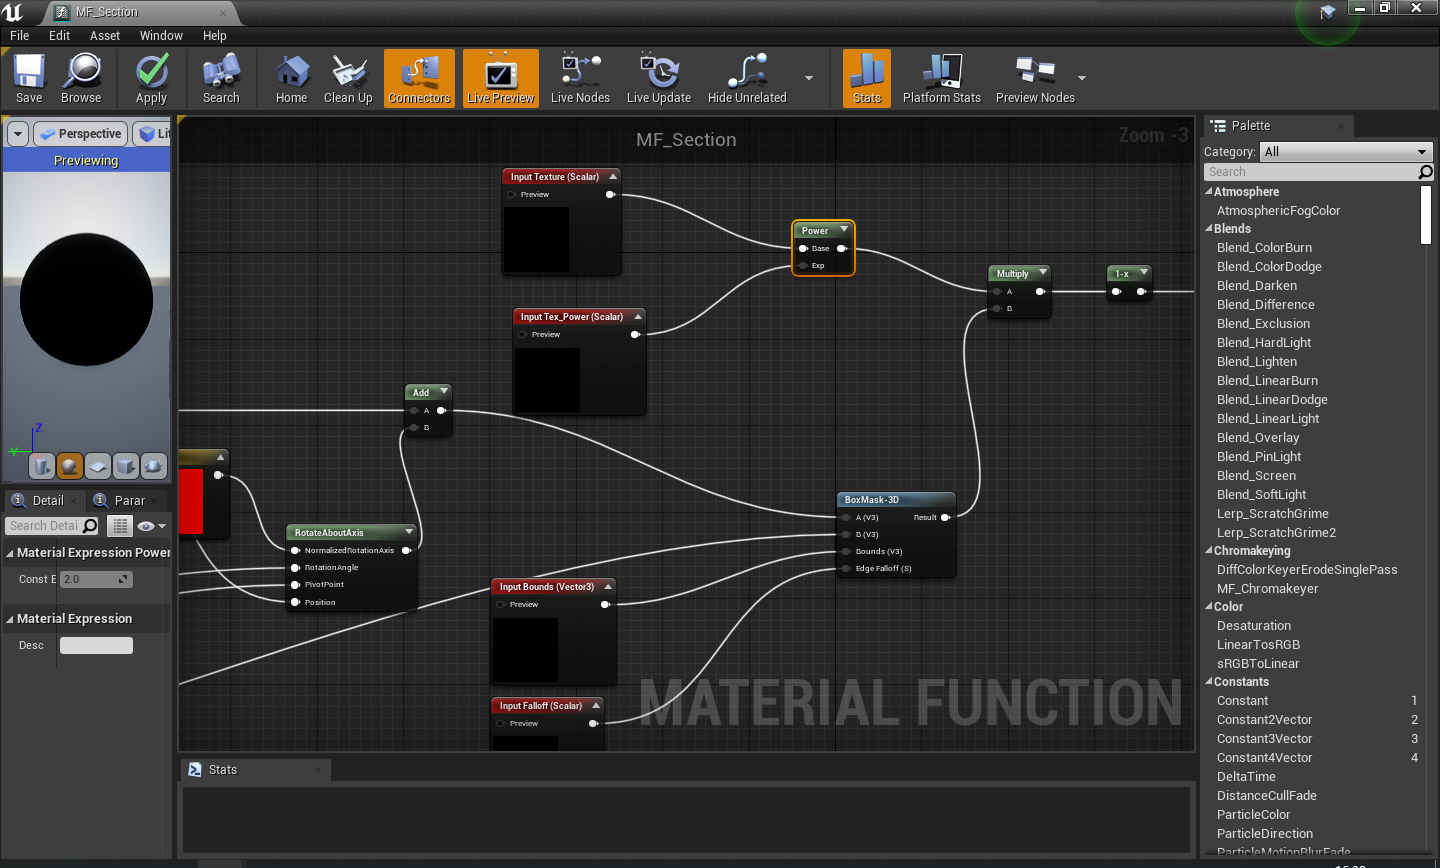 MF_Section
File Edit Asset Window Help
Save Browse Apply Search Home Clean Up Connectors Live Preview Live Nodes Live Update Hide Unrelated Stats Platform Stats Preview Nodes
Perspective Lit
Previewing
Z
Y
Detail Parar
Search Detai
Material Expression Power
Const E 2.0
Material Expression
Desc
MF_Section
Zoom -3
Input Texture (Scalar)
Preview
Power
Base
Exp
Multiply
A
B
1-x
Input Tex_Power (Scalar)
Preview
Add
A
B
RotateAboutAxis
NormalizedRotationAxis
RotationAngle
PivotPoint
Position
BoxMask-3D
A (V3) Result
B (V3)
Bounds (V3)
Edge Falloff (S)
Input Bounds (Vector3)
Preview
Input Falloff (Scalar)
Preview
MATERIAL FUNCTION
Stats
Palette
Category: All
Search
Atmosphere
AtmosphericFogColor
Blends
Blend_ColorBurn
Blend_ColorDodge
Blend_Darken
Blend_Difference
Blend_Exclusion
Blend_HardLight
Blend_Lighten
Blend_LinearBurn
Blend_LinearDodge
Blend_LinearLight
Blend_Overlay
Blend_PinLight
Blend_Screen
Blend_SoftLight
Lerp_ScratchGrime
Lerp_ScratchGrime2
Chromakeying
DiffColorKeyerErodeSinglePass
MF_Chromakeyer
Color
Desaturation
LinearTosRGB
sRGBToLinear
Constants
Constant 1
Constant2Vector 2
Constant3Vector 3
Constant4Vector 4
DeltaTime
DistanceCullFade
ParticleColor
ParticleDirection
ParticleMotionBlurFade